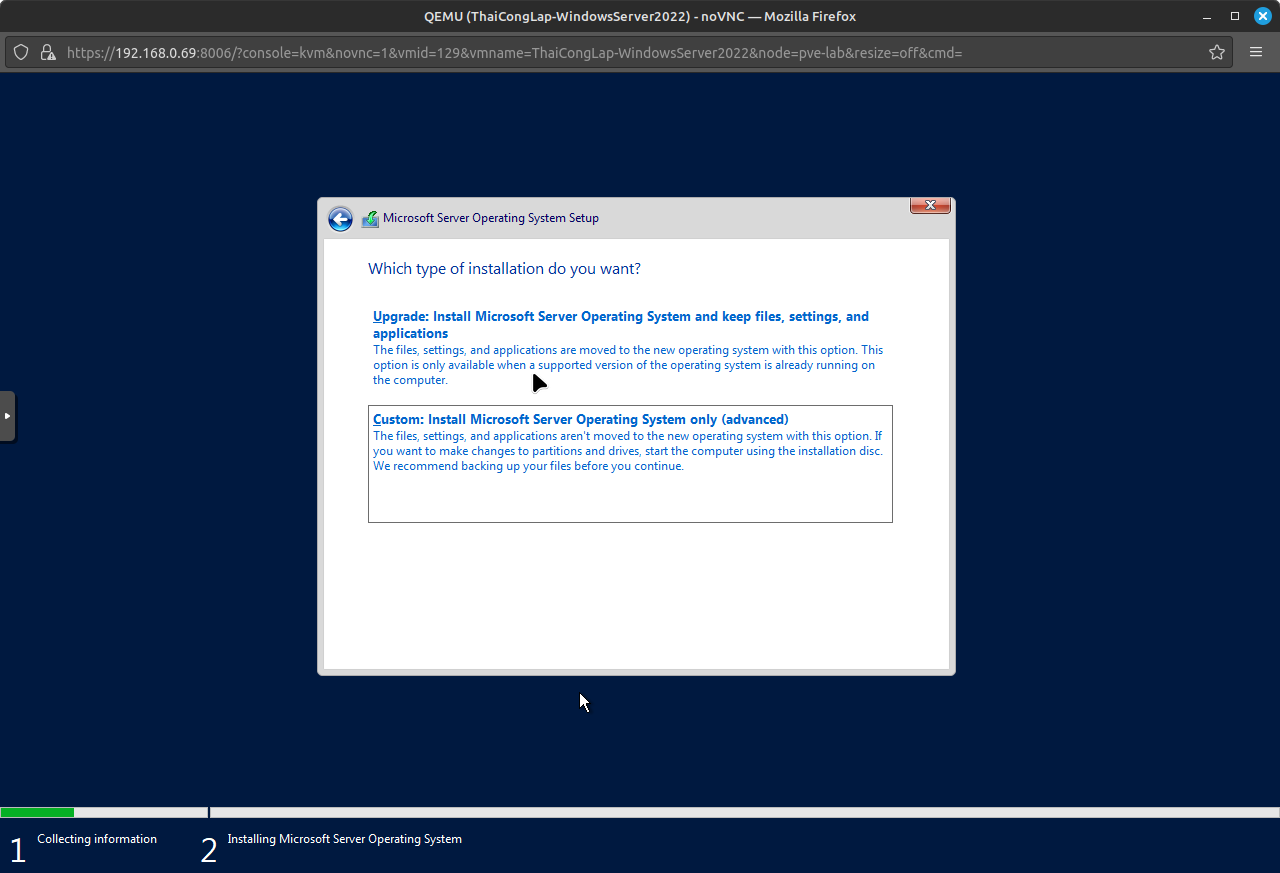 QEMU (ThaiCongLap-WindowsServer2022) - noVNC — Mozilla Firefox
https://192.168.0.69:8006/?console=kvm&novnc=1&vmid=129&vmname=ThaiCongLap-WindowsServer2022&node=pve-lab&resize=off&cmd=
Microsoft Server Operating System Setup
Which type of installation do you want?
Upgrade: Install Microsoft Server Operating System and keep files, settings, and
applications
The files, settings, and applications are moved to the new operating system with this option. This
option is only available when a supported version of the operating system is already running on
the computer.
Custom: Install Microsoft Server Operating System only (advanced)
The files, settings, and applications aren't moved to the new operating system with this option. If
you want to make changes to partitions and drives, start the computer using the installation disc.
We recommend backing up your files before you continue.
1 Collecting information
2 Installing Microsoft Server Operating System